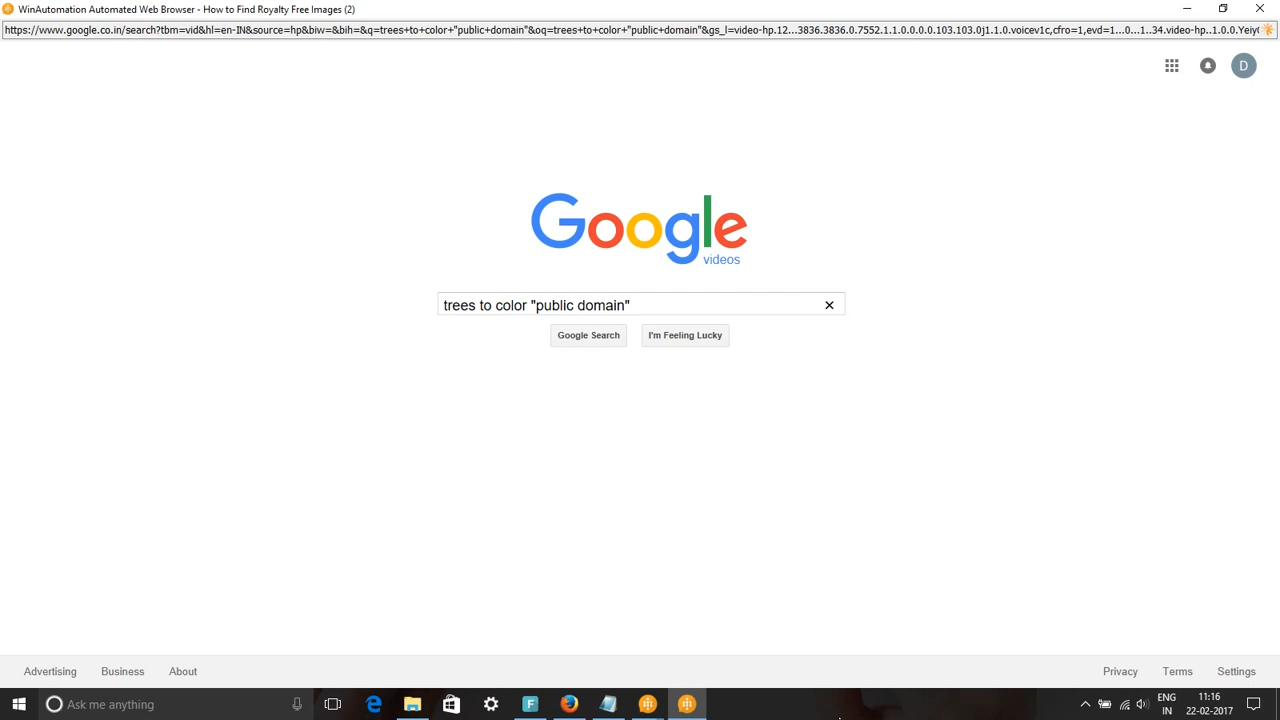 WinAutomation Automated Web Browser - How to Find Royalty Free Images (2)
https://www.google.co.in/search?tbm=vid&hl=en-IN&source=hp&biw=&bih=&q=trees+to+color+"public+domain"&oq=trees+to+color+"public+domain"&gs_l=video-hp.12...3836.3836.0.7552.1.1.0.0.0.0.103.103.0j1.1.0.voicev1c,cfro=1,evd=1...0...1..34.video-hp..1.0.0.YeiyG
D
Google
videos
trees to color "public domain"
Google Search I'm Feeling Lucky
Advertising Business About Privacy Terms Settings
Ask me anything
ENG 11:16
IN 22-02-2017